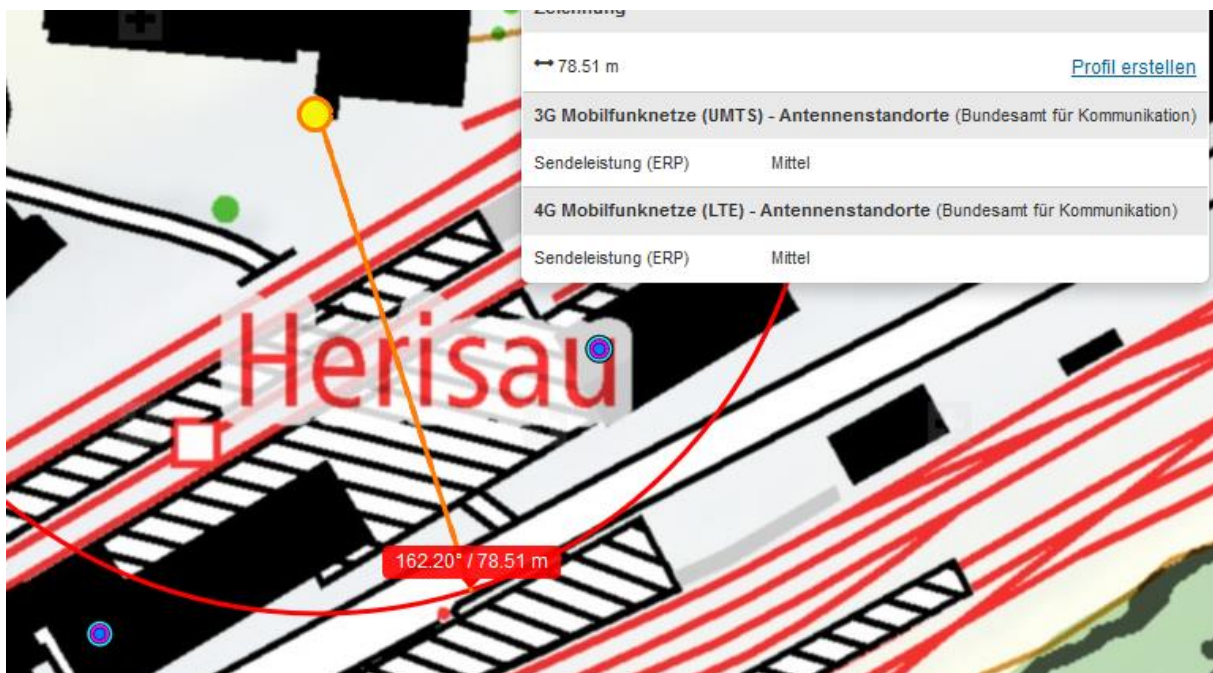 Zeichnung
78.51 m
Profil erstellen
3G Mobilfunknetze (UMTS) - Antennenstandorte (Bundesamt für Kommunikation)
Sendeleistung (ERP) Mittel
4G Mobilfunknetze (LTE) - Antennenstandorte (Bundesamt für Kommunikation)
Sendeleistung (ERP) Mittel
Herisau
162.20° / 78.51 m